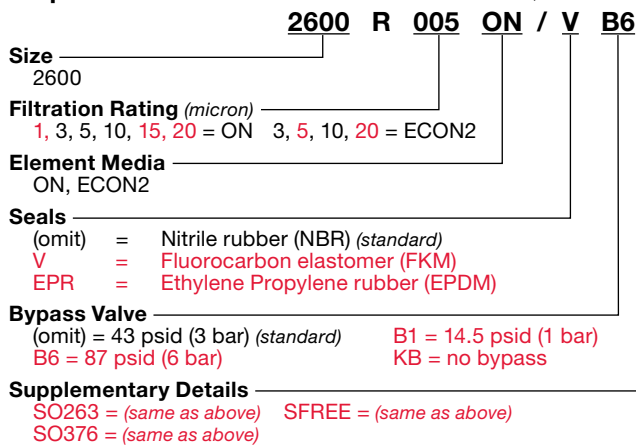 2600 R 005 ON / V B6
Size
2600
Filtration Rating (micron)
1, 3, 5, 10, 15, 20 = ON 3, 5, 10, 20 = ECON2
Element Media
ON, ECON2
Seals
(omit) = Nitrile rubber (NBR) (standard)
V = Fluorocarbon elastomer (FKM)
EPR = Ethylene Propylene rubber (EPDM)
Bypass Valve
(omit) = 43 psid (3 bar) (standard) B1 = 14.5 psid (1 bar)
B6 = 87 psid (6 bar) KB = no bypass
Supplementary Details
SO263 = (same as above) SFREE = (same as above)
SO376 = (same as above)